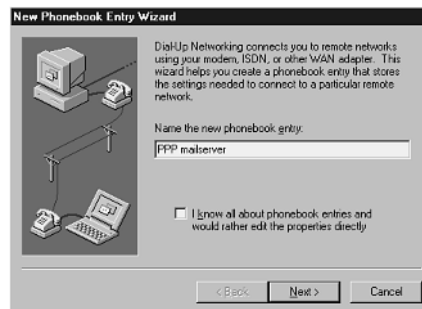 New Phonebook Entry Wizard
Dial-Up Networking connects you to remote networks
using your modem, ISDN, or other WAN adapter. This
wizard helps you create a phonebook entry that stores
the settings needed to connect to a particular remote
network.
Name the new phonebook entry:
PPP mailserver
I know all about phonebook entries and
would rather edit the properties directly
< Back
Next >
Cancel